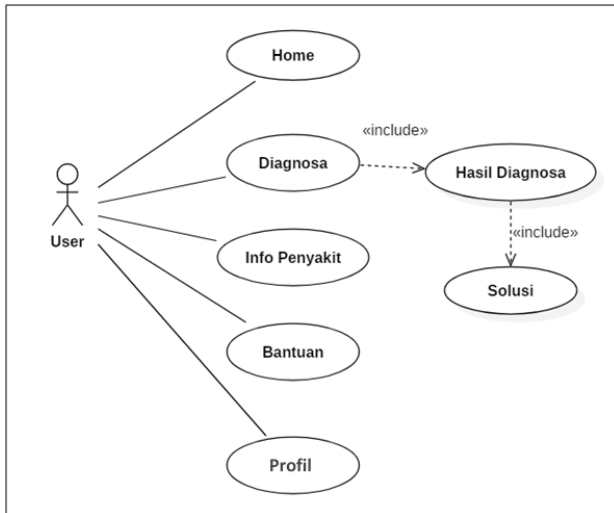 Home
«include»
Diagnosa
Hasil Diagnosa
User
«include»
Info Penyakit
Solusi
Bantuan
Profil